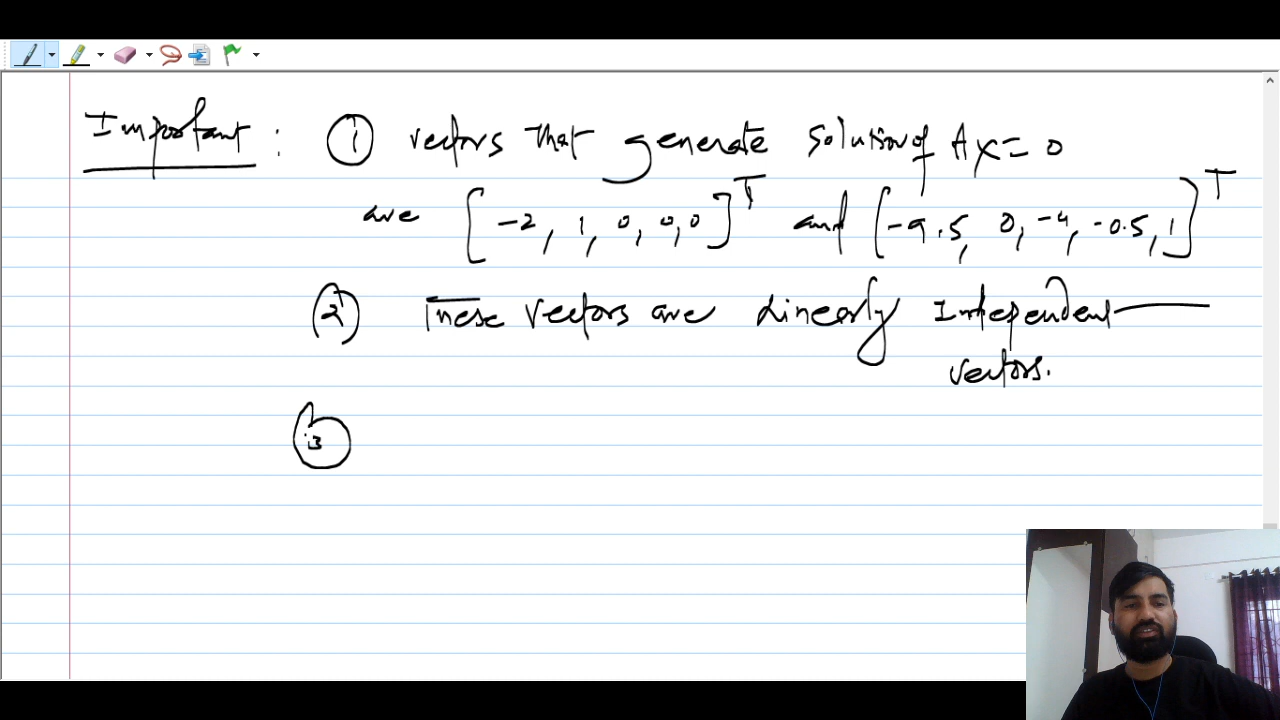 Important : ① vectors that generate solution of AX = 0
are [-2, 1, 0, 0,0]ᵀ and [-9.5, 0, -4, -0.5, 1]ᵀ
② These vectors are Linearly Independent
vectors.
③